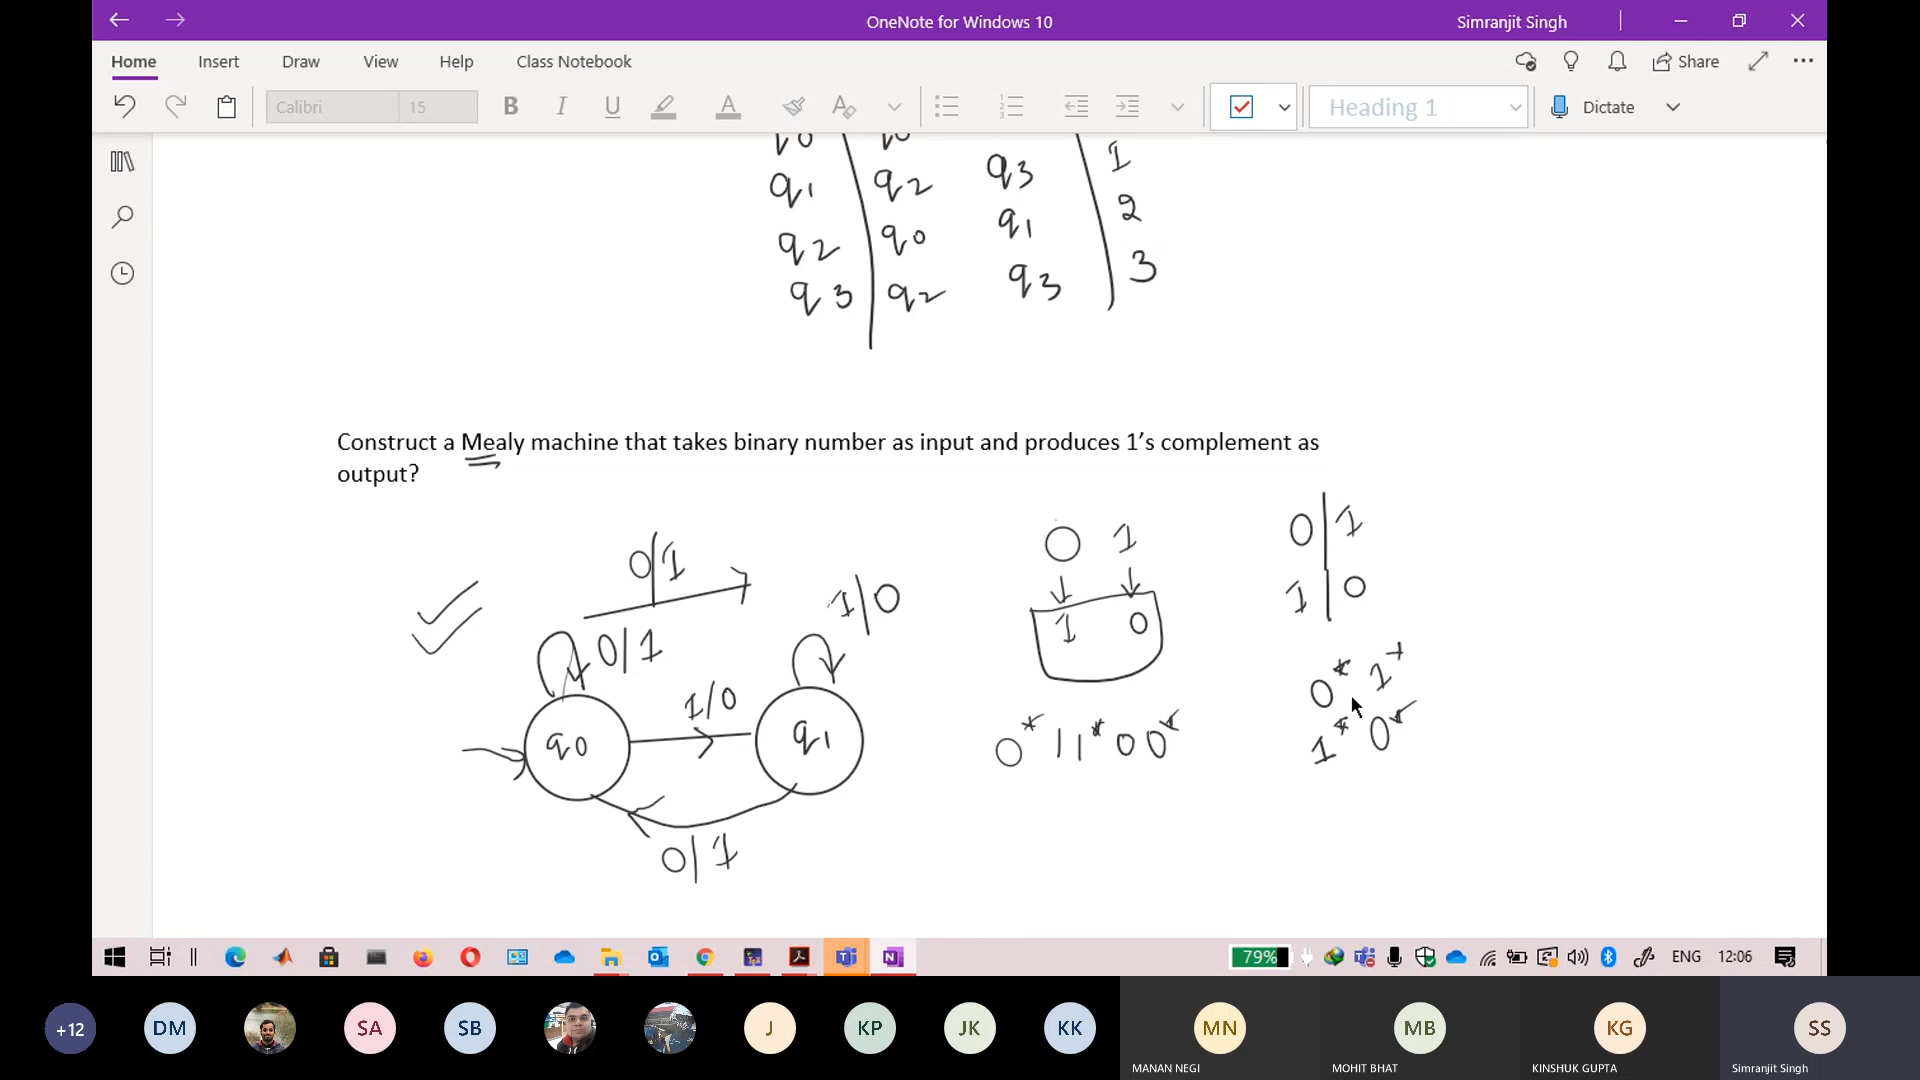 OneNote for Windows 10
Simranjit Singh
Home Insert Draw View Help Class Notebook
Share
Calibri 15 B I U A A Heading 1 Dictate
q0 q0 1
q1 q2 q3 2
q2 q0 q1 3
q3 q2 q3
Construct a Mealy machine that takes binary number as input and produces 1’s complement as
output?
0/1
0/1
1/0
1/0
q0
q1
0/1
0 1
1 0
0 | 1
1 | 0
0* 11* 00*
0* 1+
1* 0*
79%
ENG
12:06
+12
DM
SA
SB
J
KP
JK
KK
MN
MB
KG
SS
MANAN NEGI
MOHIT BHAT
KINSHUK GUPTA
Simranjit Singh